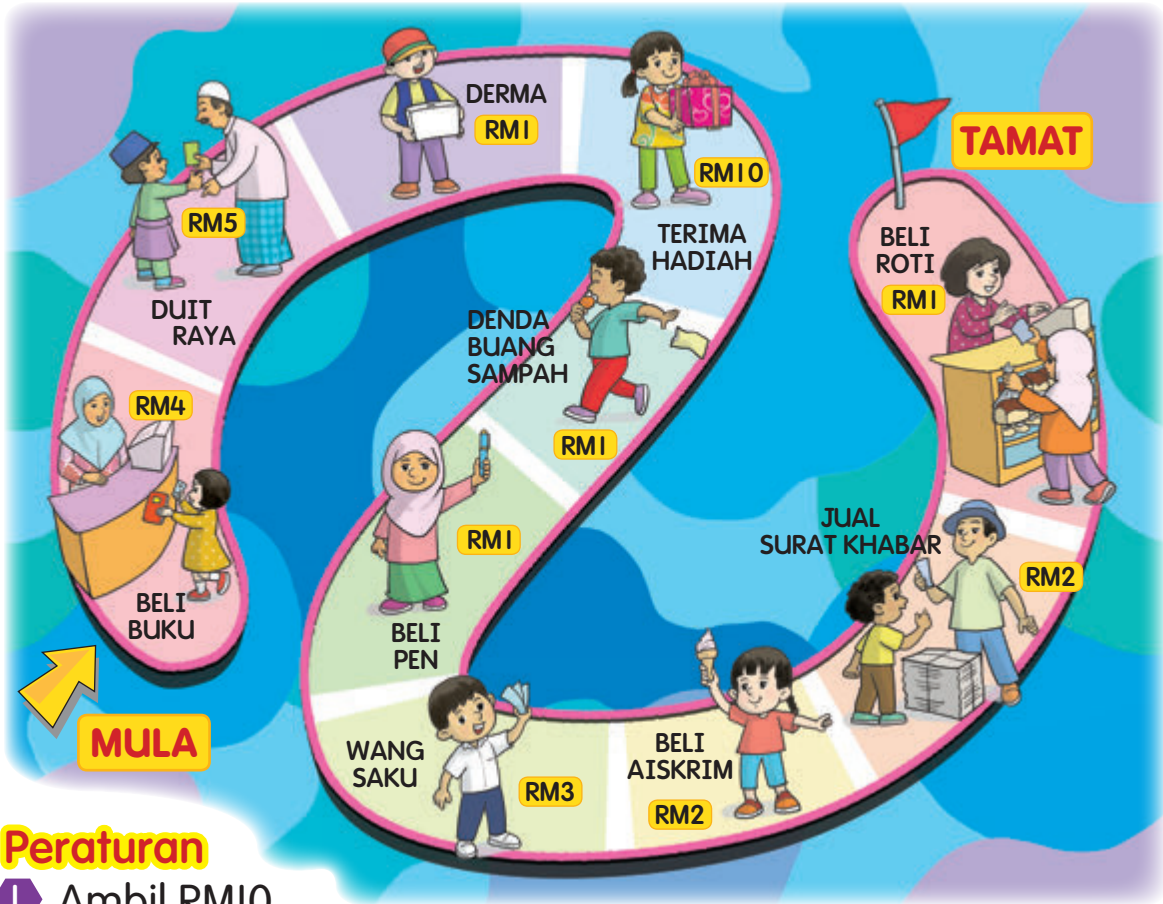 MULA
BELI
BUKU
RM4
DUIT
RAYA
RM5
DERMA
RM1
RM10
TERIMA
HADIAH
DENDA
BUANG
SAMPAH
RM1
RM1
BELI
PEN
WANG
SAKU
RM3
BELI
AISKRIM
RM2
JUAL
SURAT KHABAR
RM2
BELI
ROTI
RM1
TAMAT
Peraturan
1 Ambil RM10